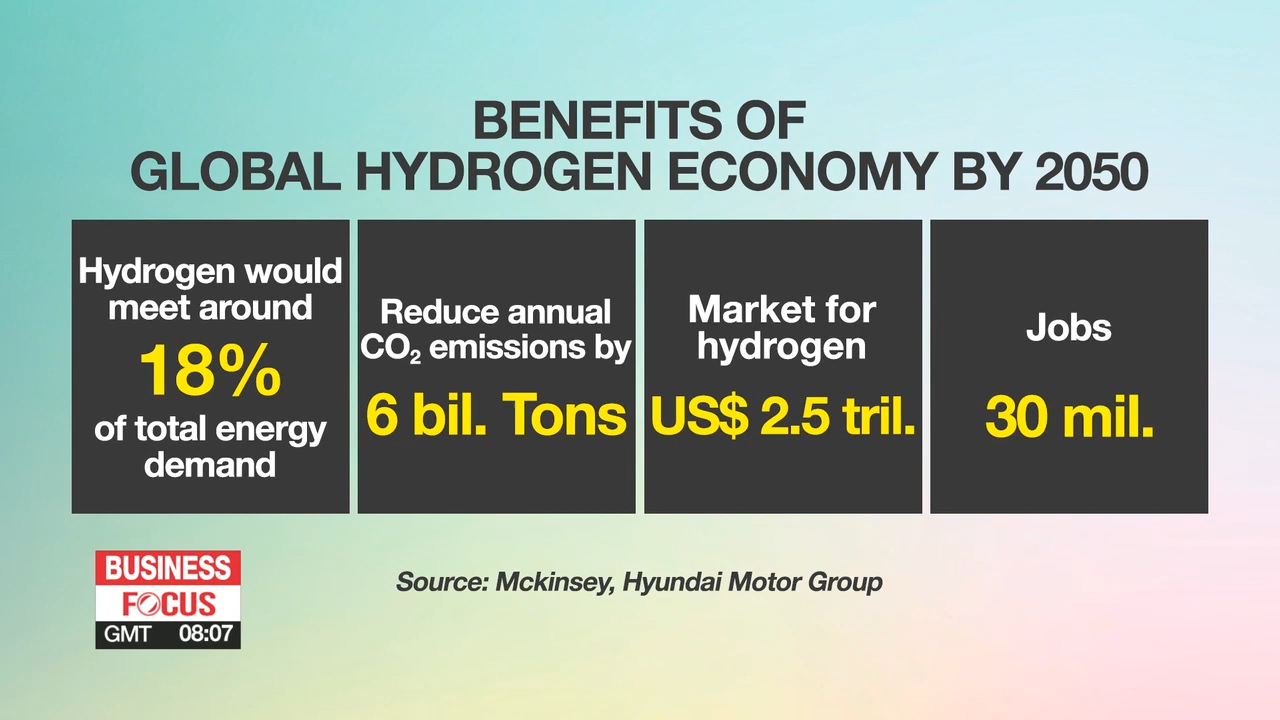 BENEFITS OF
GLOBAL HYDROGEN ECONOMY BY 2050
Hydrogen would
meet around
18%
of total energy
demand
Reduce annual
CO₂ emissions by
6 bil. Tons
Market for
hydrogen
US$ 2.5 tril.
Jobs
30 mil.
Source: Mckinsey, Hyundai Motor Group
BUSINESS
FOCUS
GMT 08:07